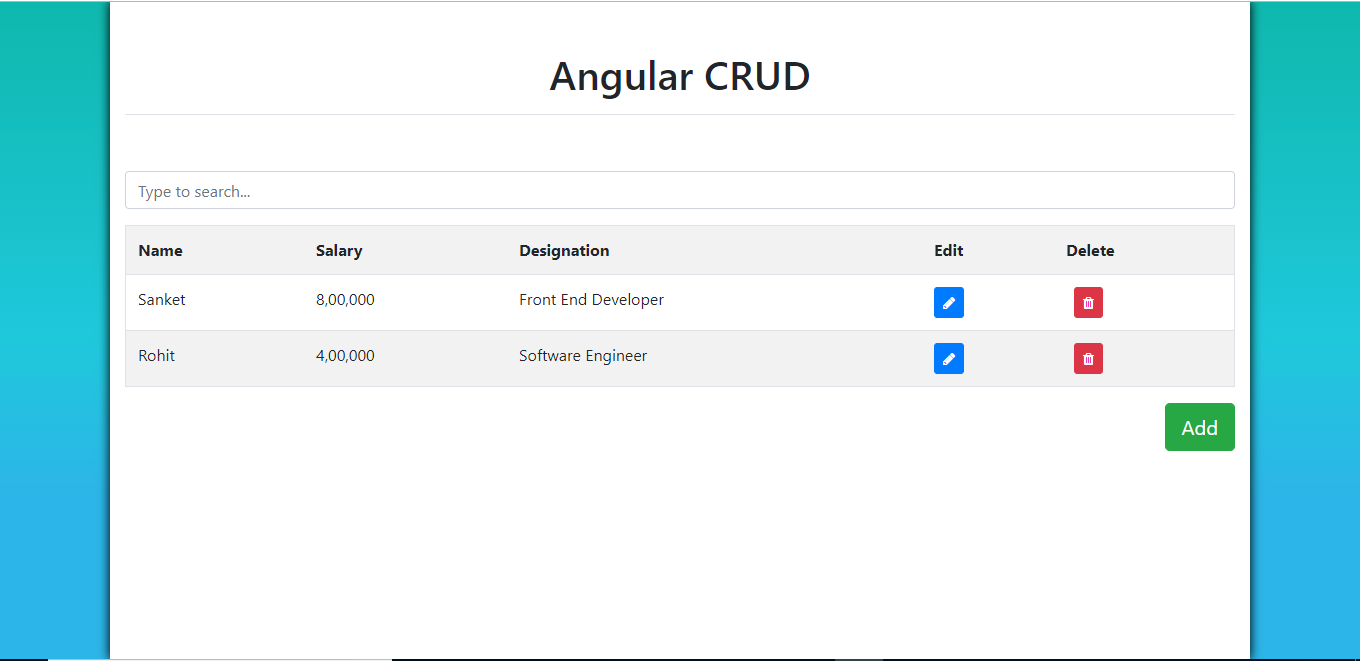 Angular CRUD
Type to search...
Name Salary Designation Edit Delete
Sanket 8,00,000 Front End Developer
Rohit 4,00,000 Software Engineer
Add